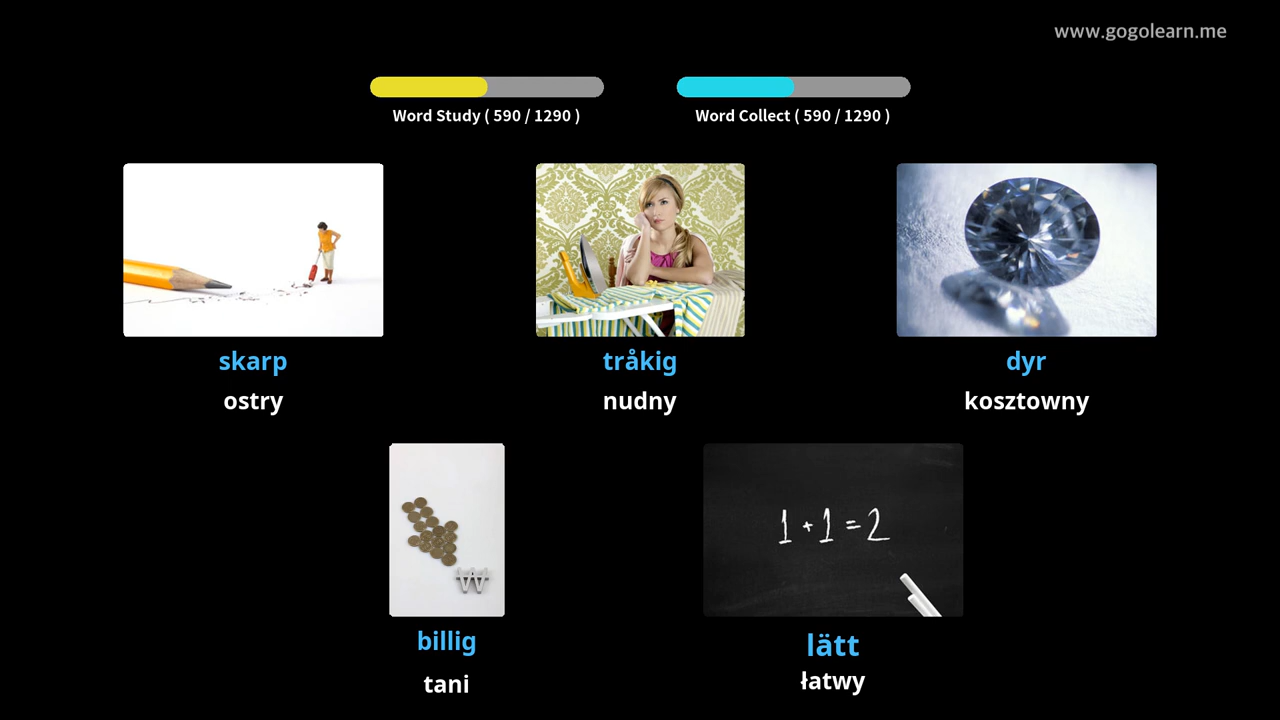 www.gogolearn.me
Word Study ( 590 / 1290 )
Word Collect ( 590 / 1290 )
skarp
ostry
tråkig
nudny
dyr
kosztowny
1 + 1 = 2
billig
tani
lätt
łatwy